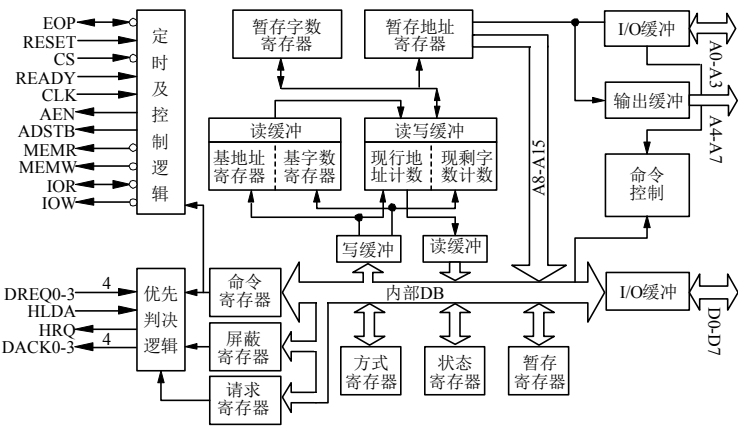 EOP
RESET
CS
READY
CLK
AEN
ADSTB
MEMR
MEMW
IOR
IOW
定时及控制逻辑
暂存字数
寄存器
暂存地址
寄存器
I/O缓冲
A0-A3
输出缓冲
A4-A7
读缓冲
基地址
寄存器
基字数
寄存器
读写缓冲
现行地
址计数
现剩字
数计数
A8-A15
命令
控制
写缓冲
读缓冲
DREQ0-3
4
HLDA
HRQ
DACK0-3
4
优先
判决
逻辑
命令
寄存器
内部DB
I/O缓冲
D0-D7
屏蔽
寄存器
请求
寄存器
方式
寄存器
状态
寄存器
暂存
寄存器